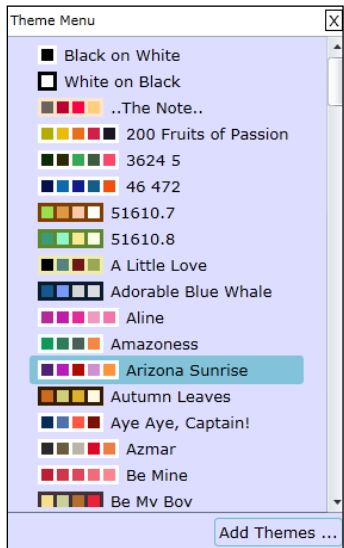 Theme Menu
X
Black on White
White on Black
..The Note..
200 Fruits of Passion
3624 5
46 472
51610.7
51610.8
A Little Love
Adorable Blue Whale
Aline
Amazoness
Arizona Sunrise
Autumn Leaves
Aye Aye, Captain!
Azmar
Be Mine
Be My Boy
Add Themes ...